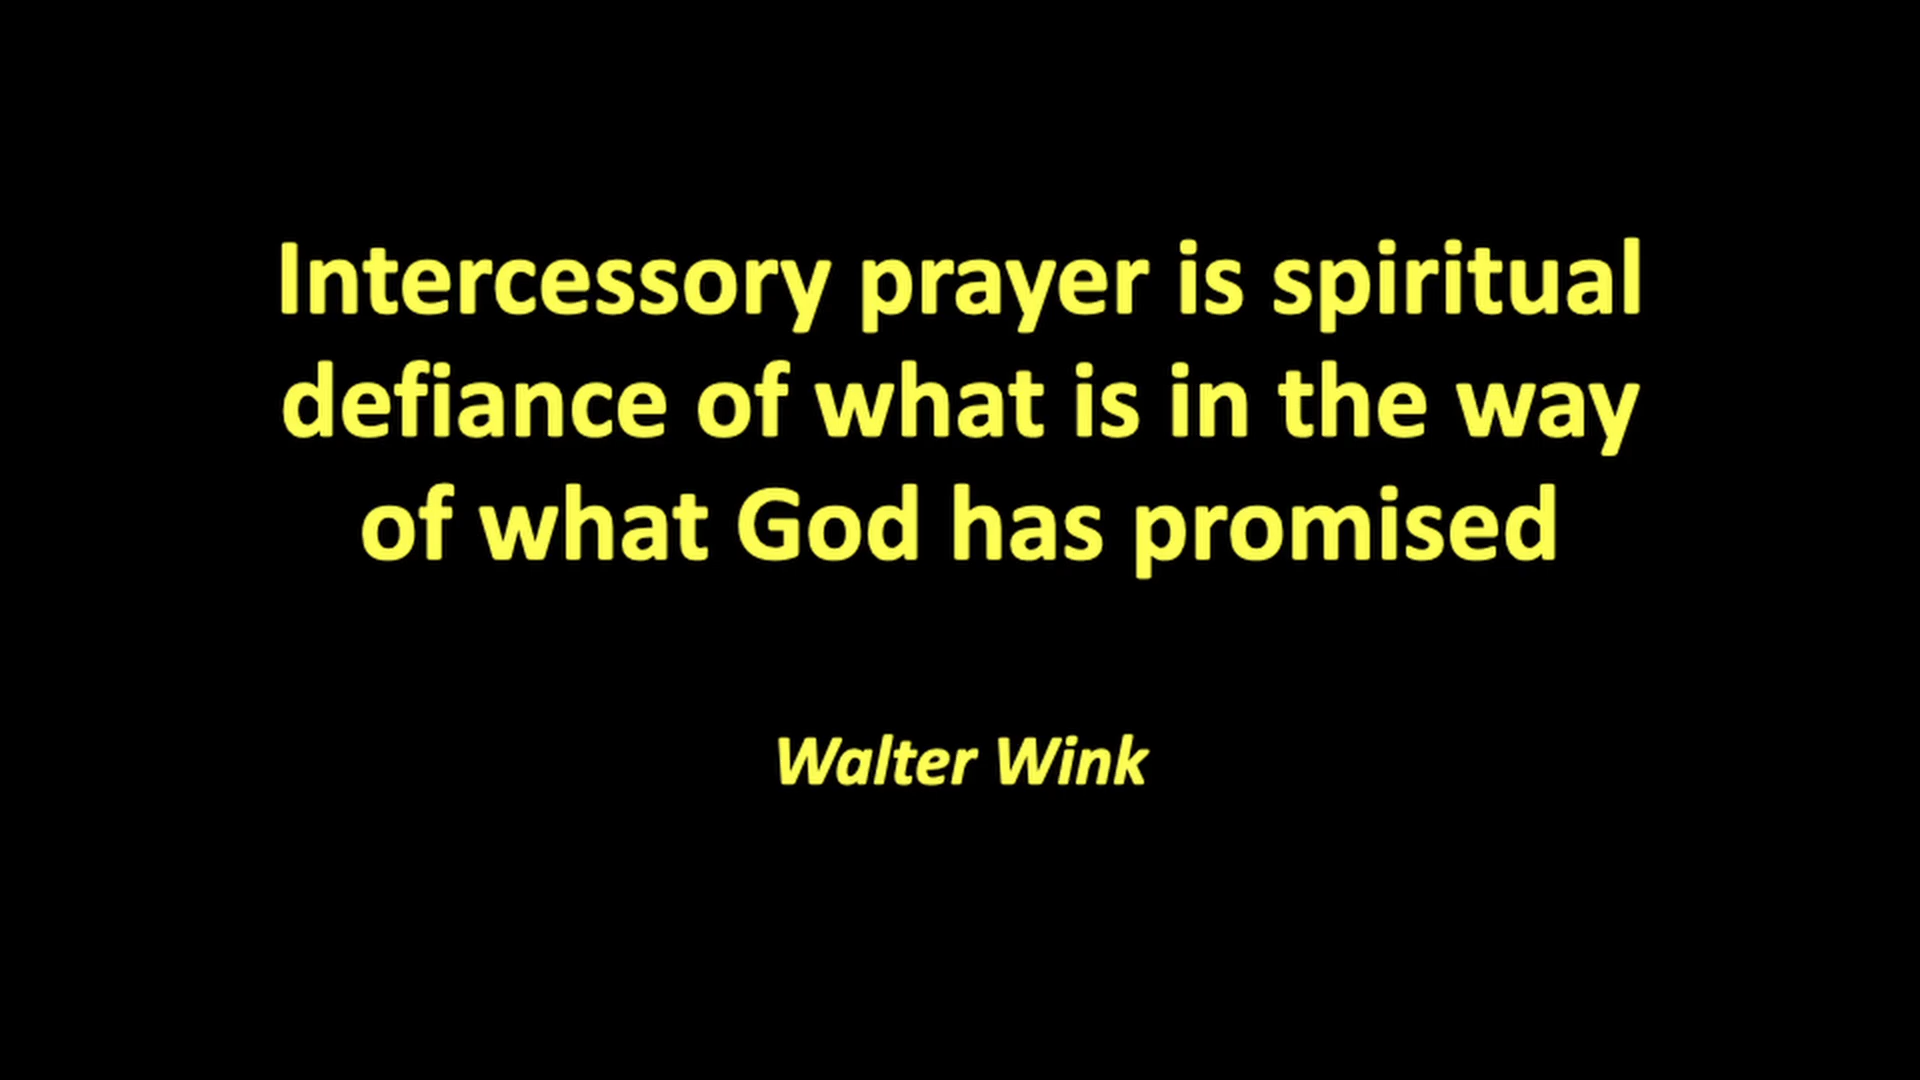 Intercessory prayer is spiritual
defiance of what is in the way
of what God has promised
Walter Wink